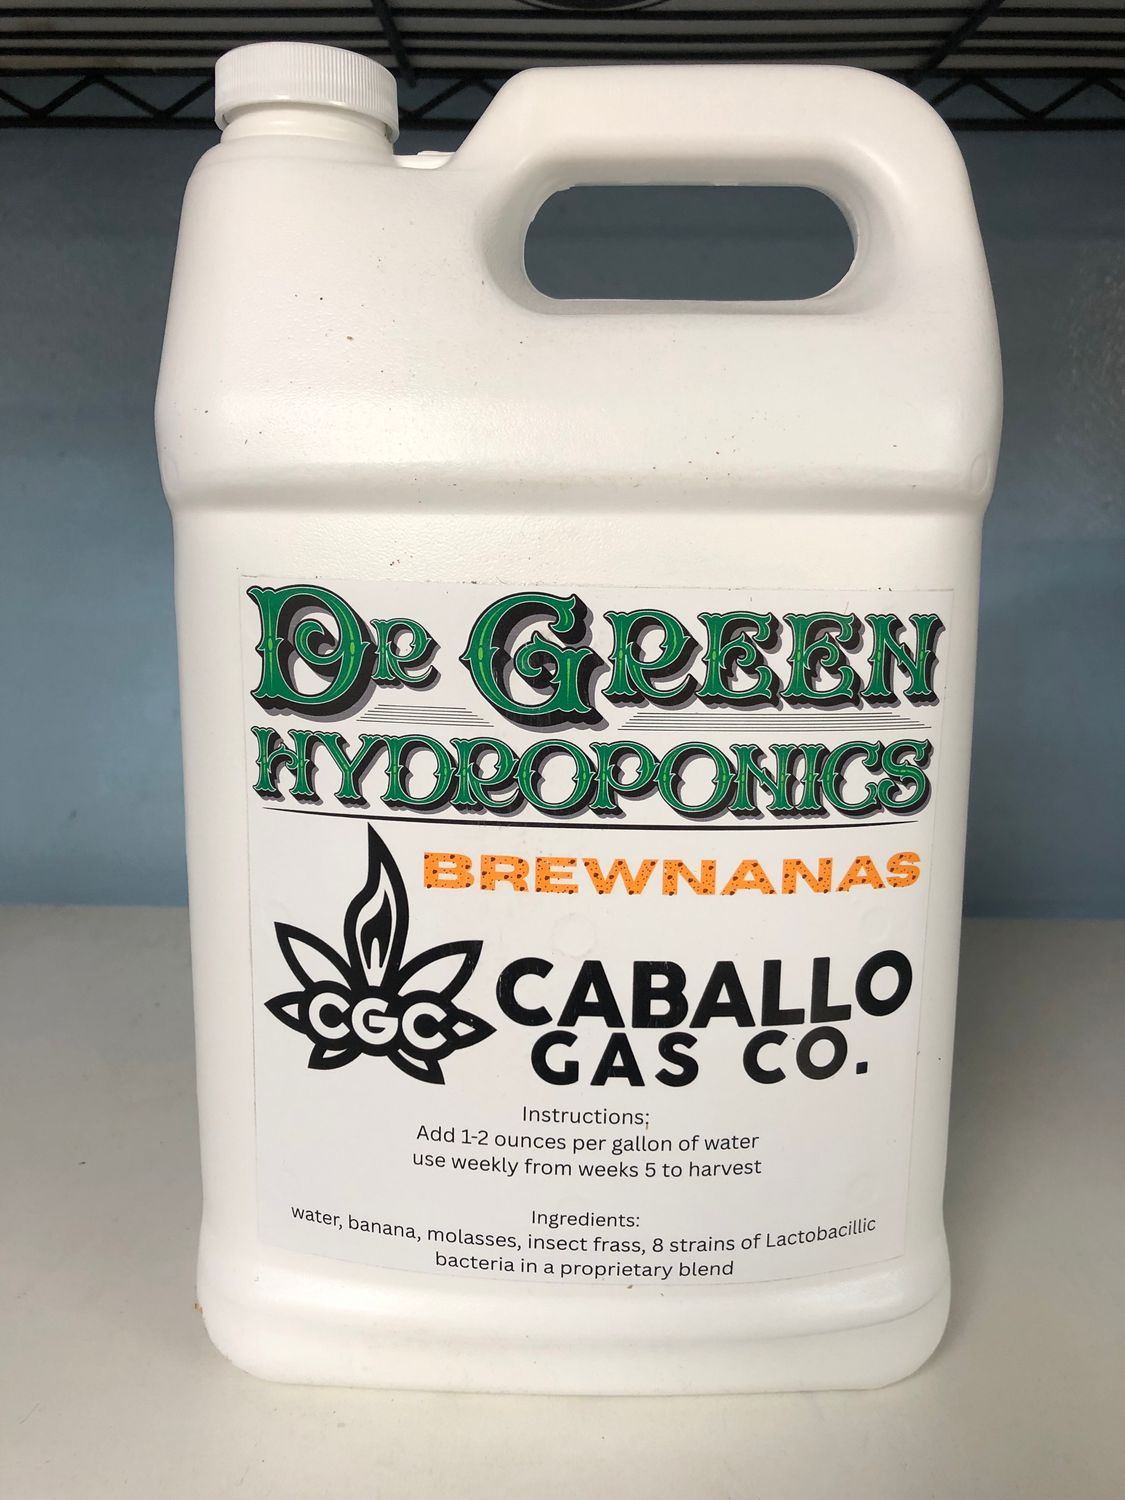 DR GREEN
HYDROPONICS
BREWNANAS
CGC
CABALLO
GAS CO.
Instructions;
Add 1-2 ounces per gallon of water
use weekly from weeks 5 to harvest
Ingredients:
water, banana, molasses, insect frass, 8 strains of Lactobacillic
bacteria in a proprietary blend